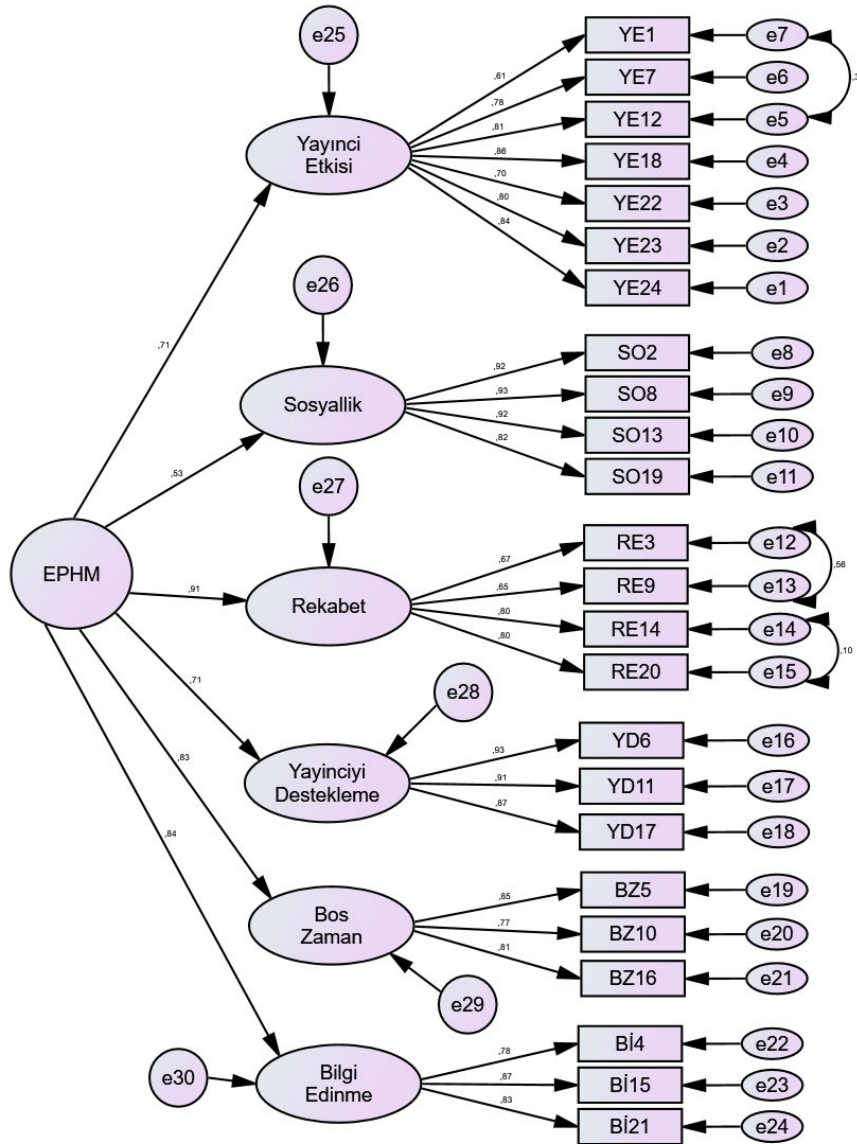 e25
YE1
e7
,61
YE7
e6
,78
YE12
e5
,81
Yayıncı
Etkisi
YE18
e4
,86
YE22
e3
,70
YE23
e2
,80
YE24
e1
,84
e26
,71
SO2
e8
,92
SO8
e9
,93
Sosyallik
SO13
e10
,92
SO19
e11
,82
,53
e27
EPHM
RE3
e12
,67
,56
RE9
e13
,65
,91
Rekabet
RE14
e14
,80
,10
RE20
e15
,80
,71
e28
YD6
e16
,93
Yayinciyi
Destekleme
YD11
e17
,91
YD17
e18
,87
,83
BZ5
e19
,85
Bos
Zaman
BZ10
e20
,77
BZ16
e21
,81
e29
,84
Bİ4
e22
,78
e30
Bilgi
Edinme
Bİ15
e23
,87
Bİ21
e24
,83